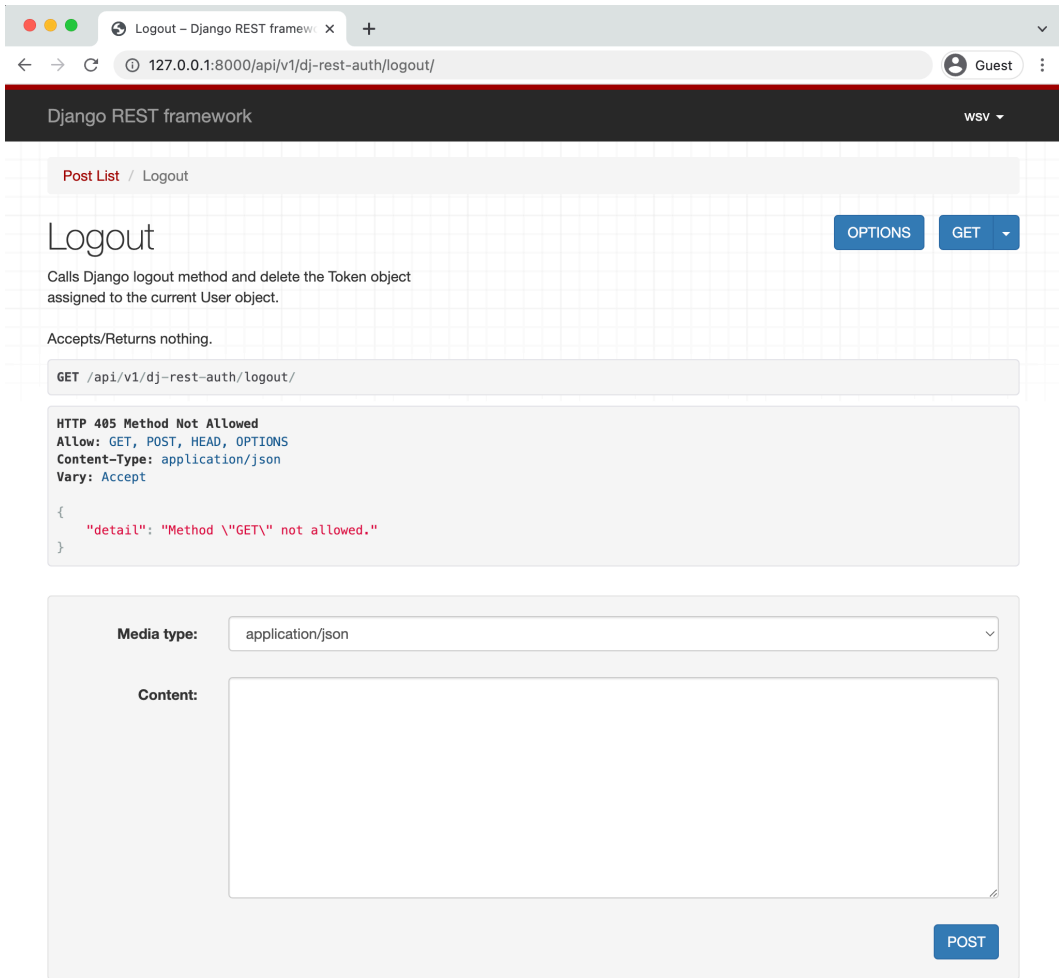 Logout – Django REST framew
127.0.0.1:8000/api/v1/dj-rest-auth/logout/
Guest
Django REST framework
wsv
Post List / Logout
Logout
OPTIONS
GET
Calls Django logout method and delete the Token object
assigned to the current User object.
Accepts/Returns nothing.
GET /api/v1/dj-rest-auth/logout/
HTTP 405 Method Not Allowed
Allow: GET, POST, HEAD, OPTIONS
Content-Type: application/json
Vary: Accept
{
    "detail": "Method \"GET\" not allowed."
}
Media type:
application/json
Content:
POST